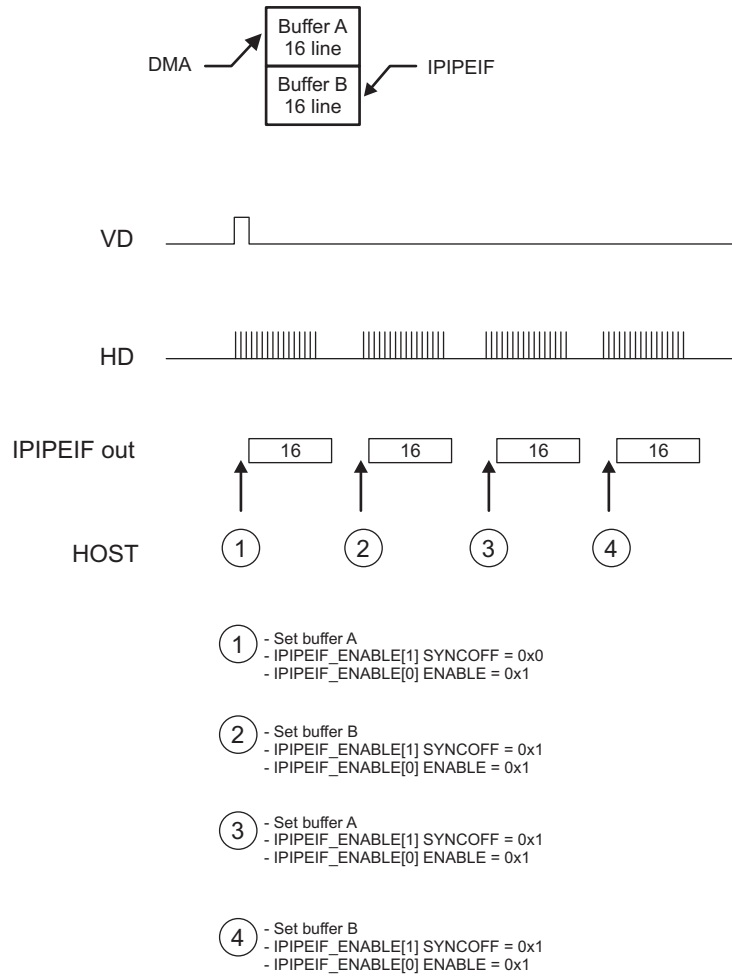 Buffer A
16 line
DMA
IPIPEIF
Buffer B
16 line
VD
HD
IPIPEIF out
16 16 16 16
HOST
1 2 3 4
1 - Set buffer A
- IPIPEIF_ENABLE[1] SYNCOFF = 0x0
- IPIPEIF_ENABLE[0] ENABLE = 0x1
2 - Set buffer B
- IPIPEIF_ENABLE[1] SYNCOFF = 0x1
- IPIPEIF_ENABLE[0] ENABLE = 0x1
3 - Set buffer A
- IPIPEIF_ENABLE[1] SYNCOFF = 0x1
- IPIPEIF_ENABLE[0] ENABLE = 0x1
4 - Set buffer B
- IPIPEIF_ENABLE[1] SYNCOFF = 0x1
- IPIPEIF_ENABLE[0] ENABLE = 0x1